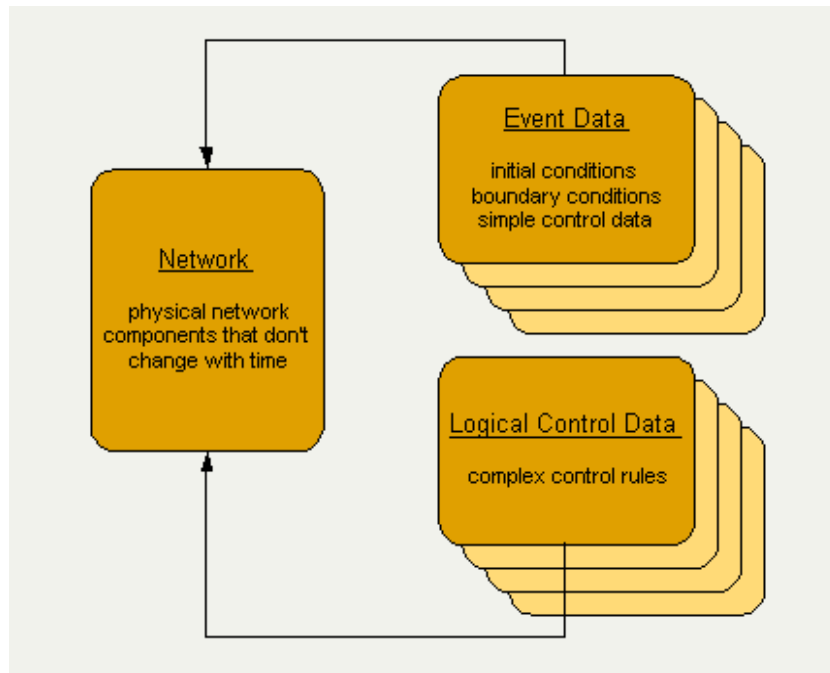 Event Data
initial conditions
boundary conditions
simple control data
Network
physical network
components that don't
change with time
Logical Control Data
complex control rules